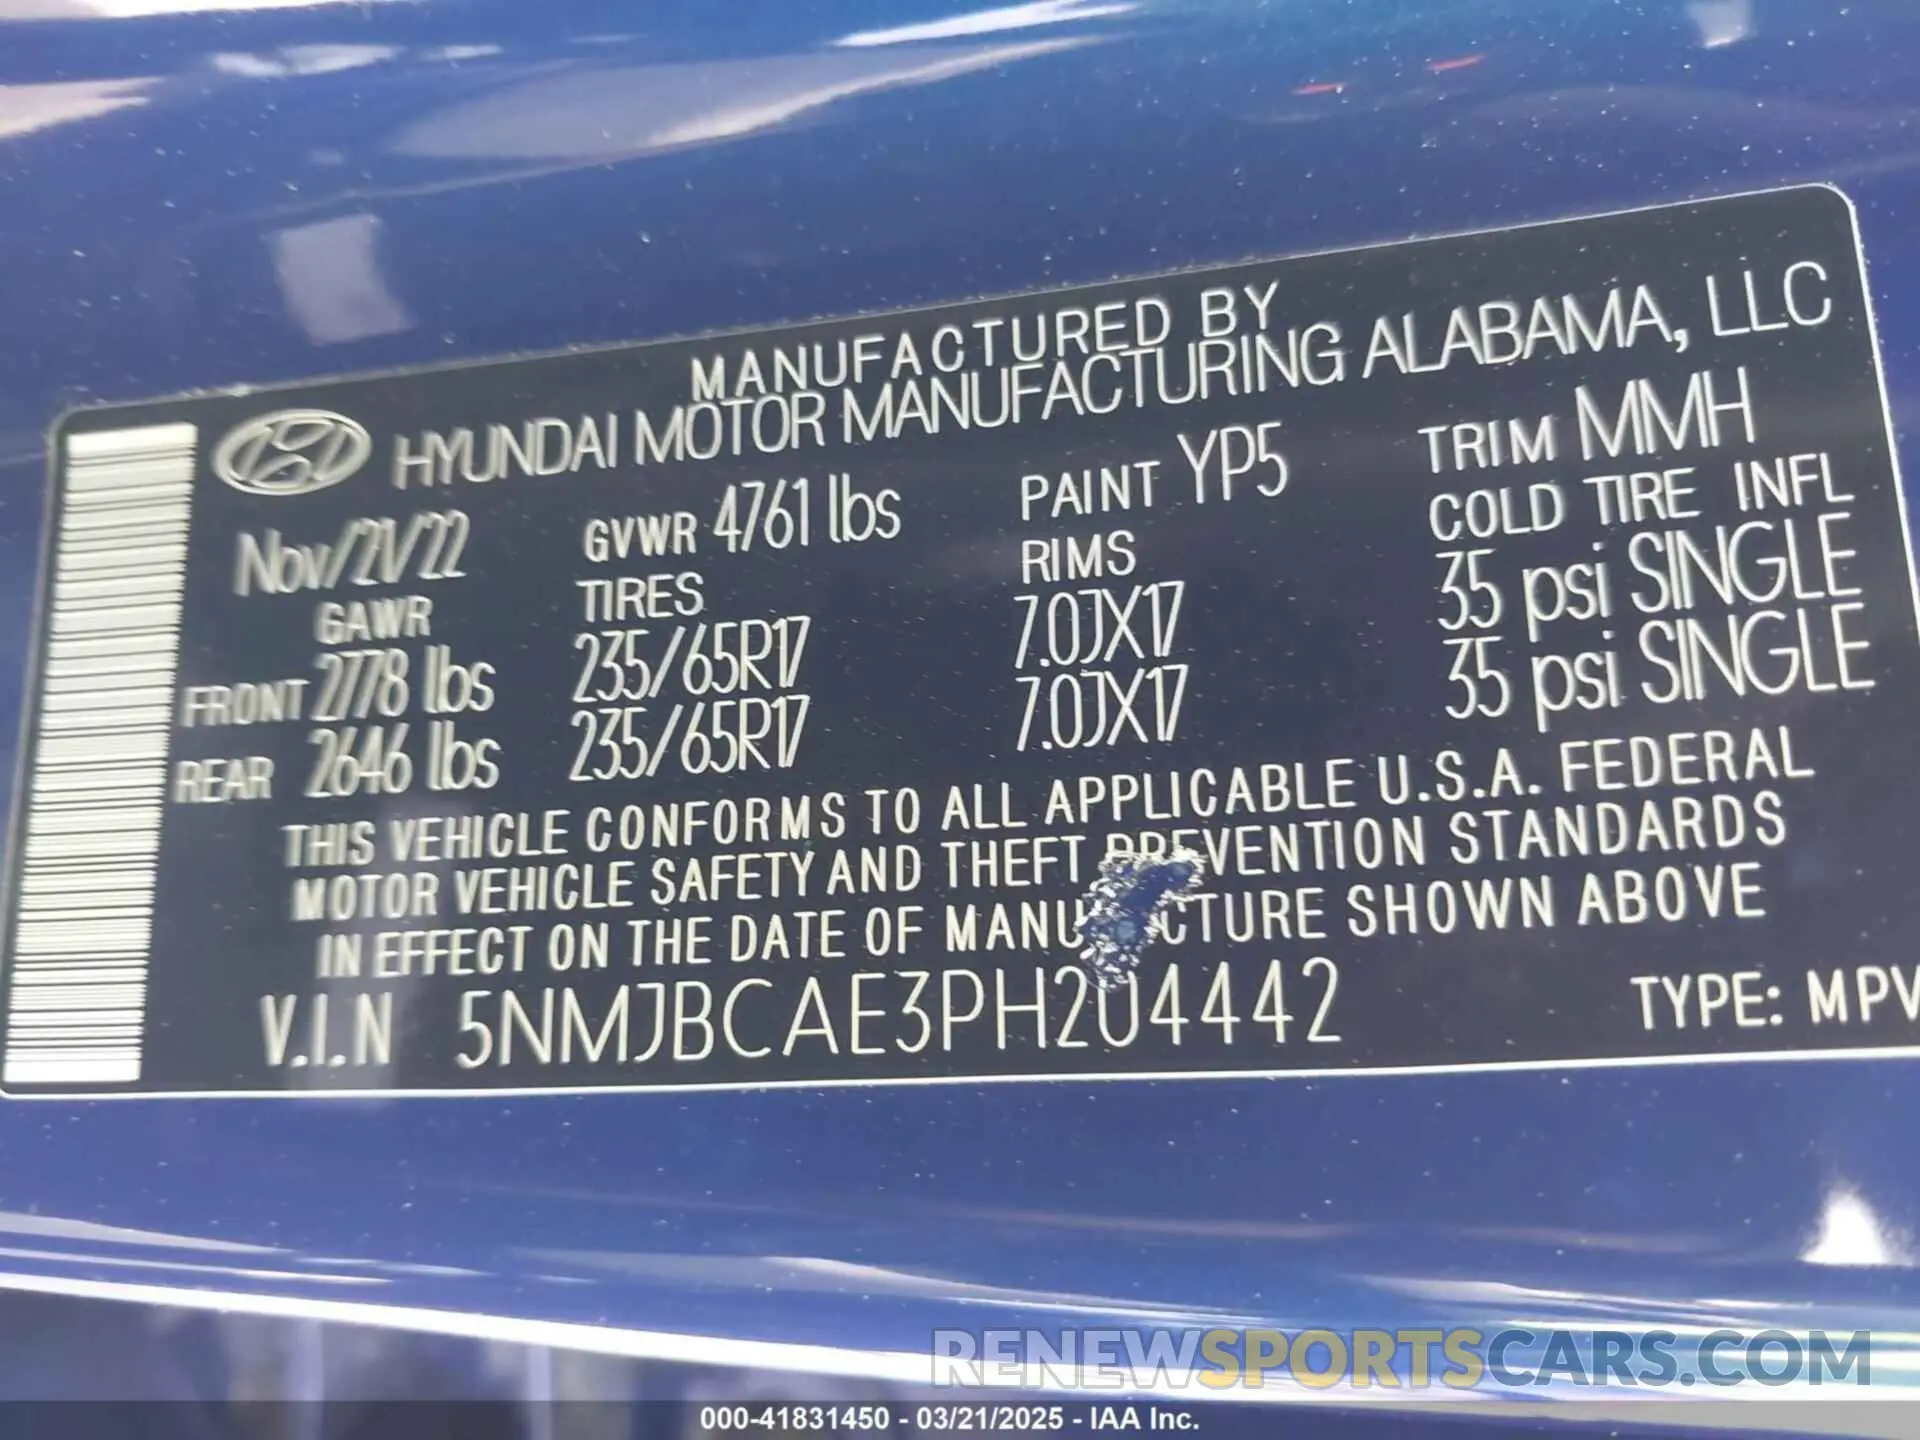 MANUFACTURED BY
HYUNDAI MOTOR MANUFACTURING ALABAMA, LLC
Nov/21/22 GVWR 4761 lbs PAINT YP5 TRIM MMH
GAWR TIRES RIMS COLD TIRE INFL
FRONT 2778 lbs 235/65R17 7.0JX17 35 psi SINGLE
REAR 2646 lbs 235/65R17 7.0JX17 35 psi SINGLE
THIS VEHICLE CONFORMS TO ALL APPLICABLE U.S.A. FEDERAL
MOTOR VEHICLE SAFETY AND THEFT PREVENTION STANDARDS
IN EFFECT ON THE DATE OF MANUFACTURE SHOWN ABOVE
V.I.N 5NMJBCAE3PH204442 TYPE: MPV
RENEWSPORTSCARS.COM
000-41831450 - 03/21/2025 - IAA Inc.